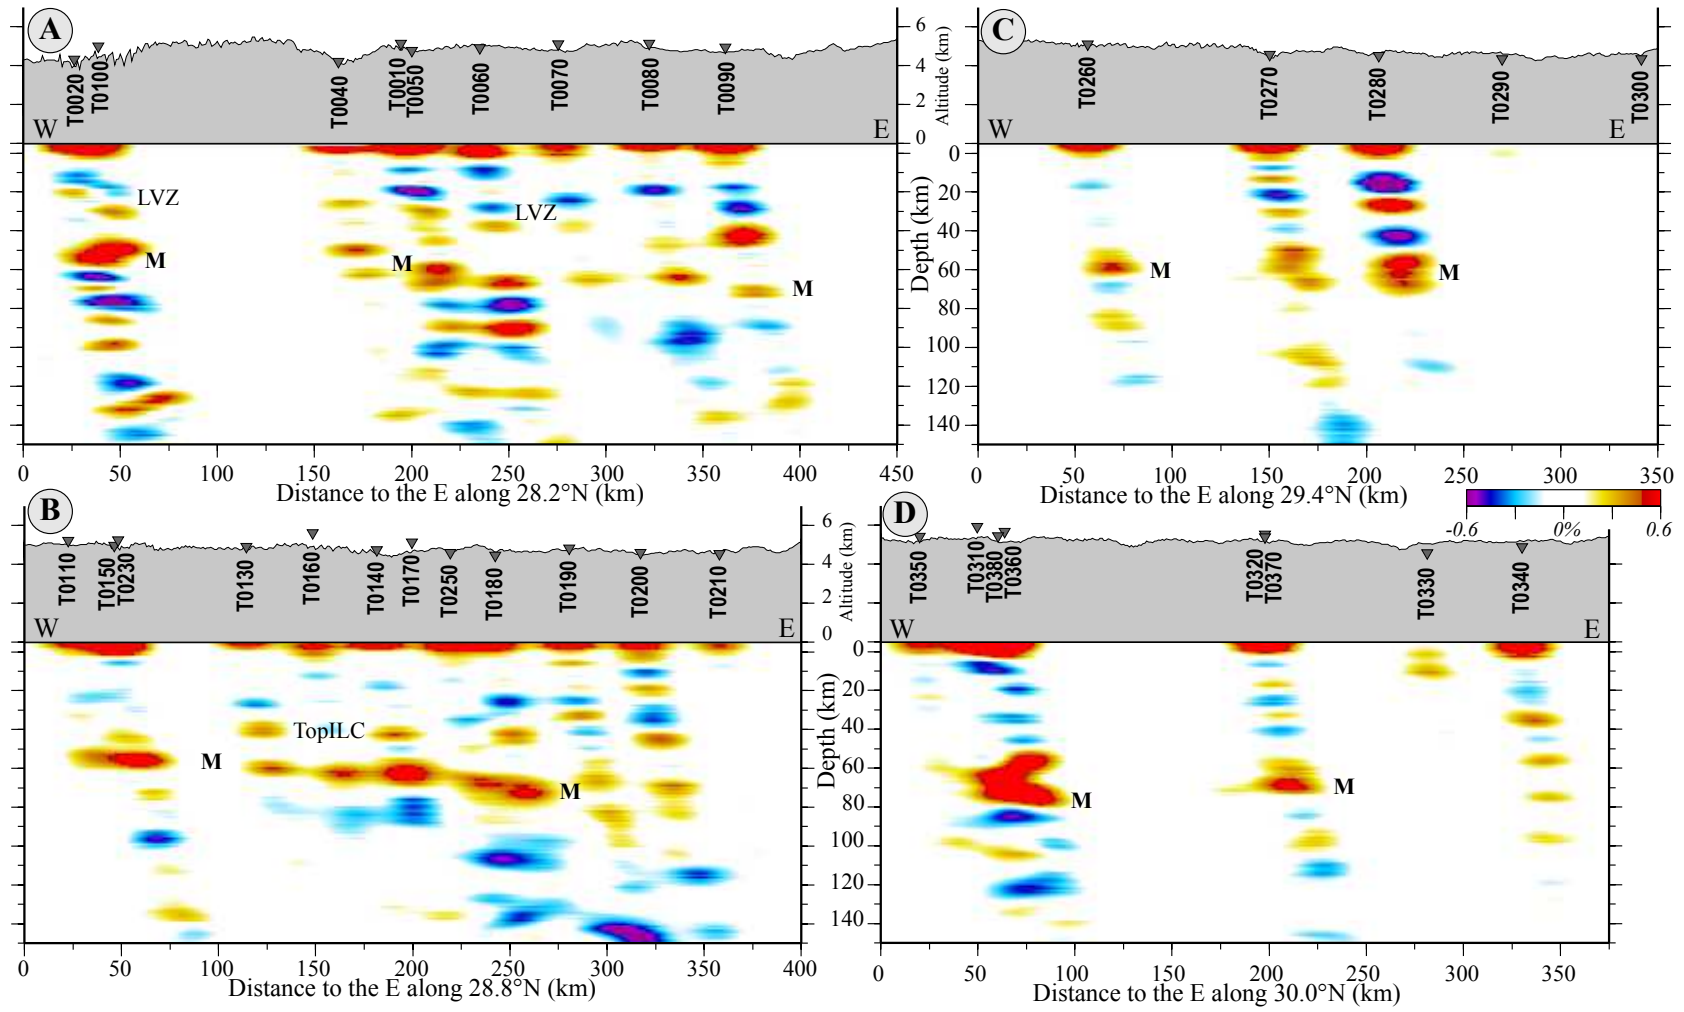 A
T0020
T0100
T0040
T0010
T0050
T0060
T0070
T0080
T0090
W
E
6
4
2
0
Altitude (km)
LVZ
LVZ
M
M
M
0
50
100
150
200
250
300
350
400
450
Distance to the E along 28.2°N (km)
C
T0260
T0270
T0280
T0290
T0300
W
E
0
20
40
60
80
100
120
140
Depth (km)
M
M
0
50
100
150
200
250
300
350
Distance to the E along 29.4°N (km)
-0.6
0%
0.6
B
T0110
T0150
T0230
T0130
T0160
T0140
T0170
T0250
T0180
T0190
T0200
T0210
W
E
6
4
2
0
Altitude (km)
TopILC
M
M
0
50
100
150
200
250
300
350
400
Distance to the E along 28.8°N (km)
D
T0350
T0310
T0380
T0360
T0320
T0370
T0330
T0340
W
E
0
20
40
60
80
100
120
140
Depth (km)
M
M
0
50
100
150
200
250
300
350
Distance to the E along 30.0°N (km)